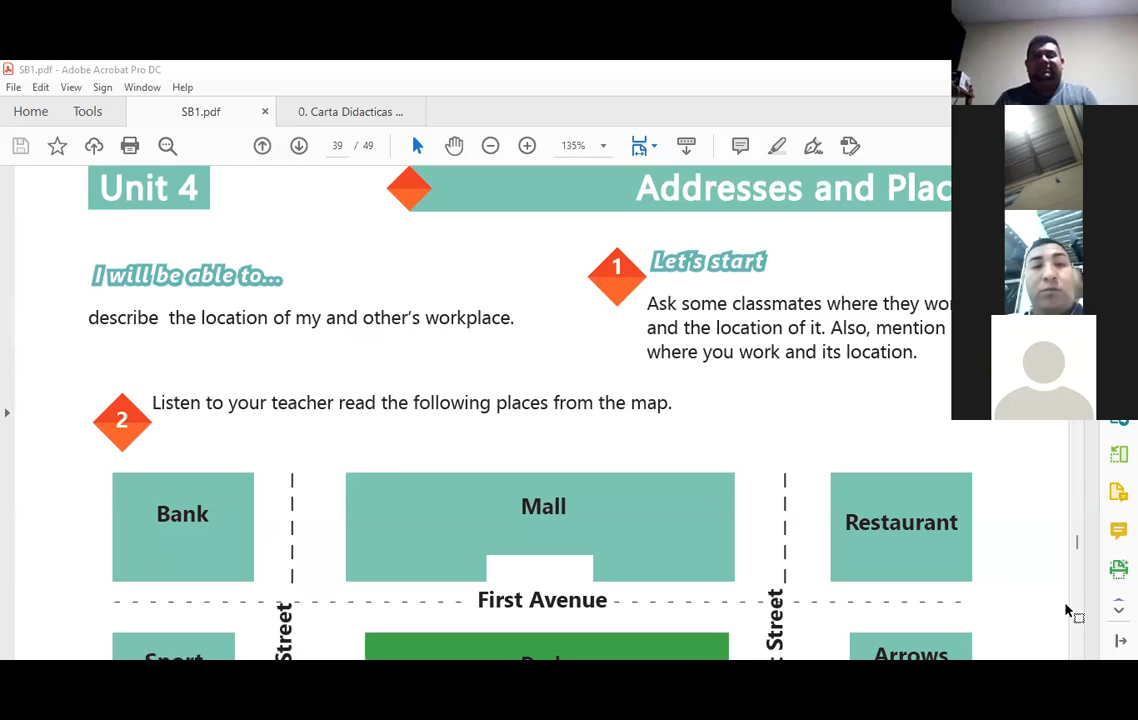 SB1.pdf - Adobe Acrobat Pro DC
File Edit View Sign Window Help
Home Tools SB1.pdf × 0. Carta Didacticas ...
39 / 49 135%
Unit 4
Addresses and Plac
I will be able to...
describe the location of my and other's workplace.
1
Let's start
Ask some classmates where they wor
and the location of it. Also, mention
where you work and its location.
2
Listen to your teacher read the following places from the map.
Bank
Mall
Restaurant
First Avenue
Street
Street
Sport
Arrows